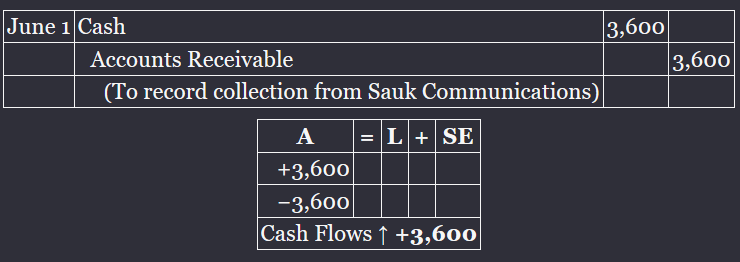 June 1 Cash 3,600
Accounts Receivable 3,600
(To record collection from Sauk Communications)
A = L + SE
+3,600
−3,600
Cash Flows ↑ +3,600